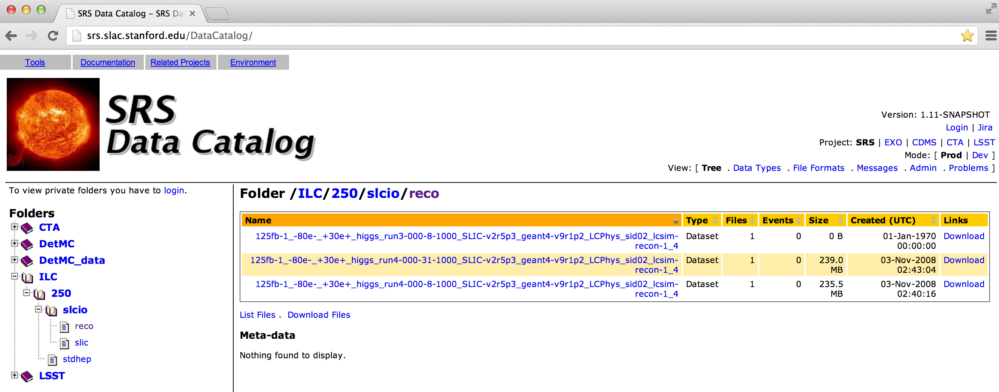 SRS Data Catalog – SRS Da
srs.slac.stanford.edu/DataCatalog/
Tools Documentation Related Projects Environment
SRS
Data Catalog
Version: 1.11-SNAPSHOT
Login | Jira
Project: SRS | EXO | CDMS | CTA | LSST
Mode: [ Prod | Dev ]
View: [ Tree . Data Types . File Formats . Messages . Admin . Problems ]
To view private folders you have to login.
Folders
CTA
DetMC
DetMC_data
ILC
250
slcio
reco
slic
stdhep
LSST
Folder /ILC/250/slcio/reco
Name Type Files Events Size Created (UTC) Links
125fb-1_-80e-_+30e+_higgs_run3-000-8-1000_SLIC-v2r5p3_geant4-v9r1p2_LCPhys_sid02_lcsim- Dataset 1 0 0 B 01-Jan-1970 Download
recon-1_4 00:00:00
125fb-1_-80e-_+30e+_higgs_run4-000-31-1000_SLIC-v2r5p3_geant4-v9r1p2_LCPhys_sid02_lcsim- Dataset 1 0 239.0 03-Nov-2008 Download
recon-1_4 MB 02:43:04
125fb-1_-80e-_+30e+_higgs_run4-000-8-1000_SLIC-v2r5p3_geant4-v9r1p2_LCPhys_sid02_lcsim- Dataset 1 0 235.5 03-Nov-2008 Download
recon-1_4 MB 02:40:16
List Files . Download Files
Meta-data
Nothing found to display.